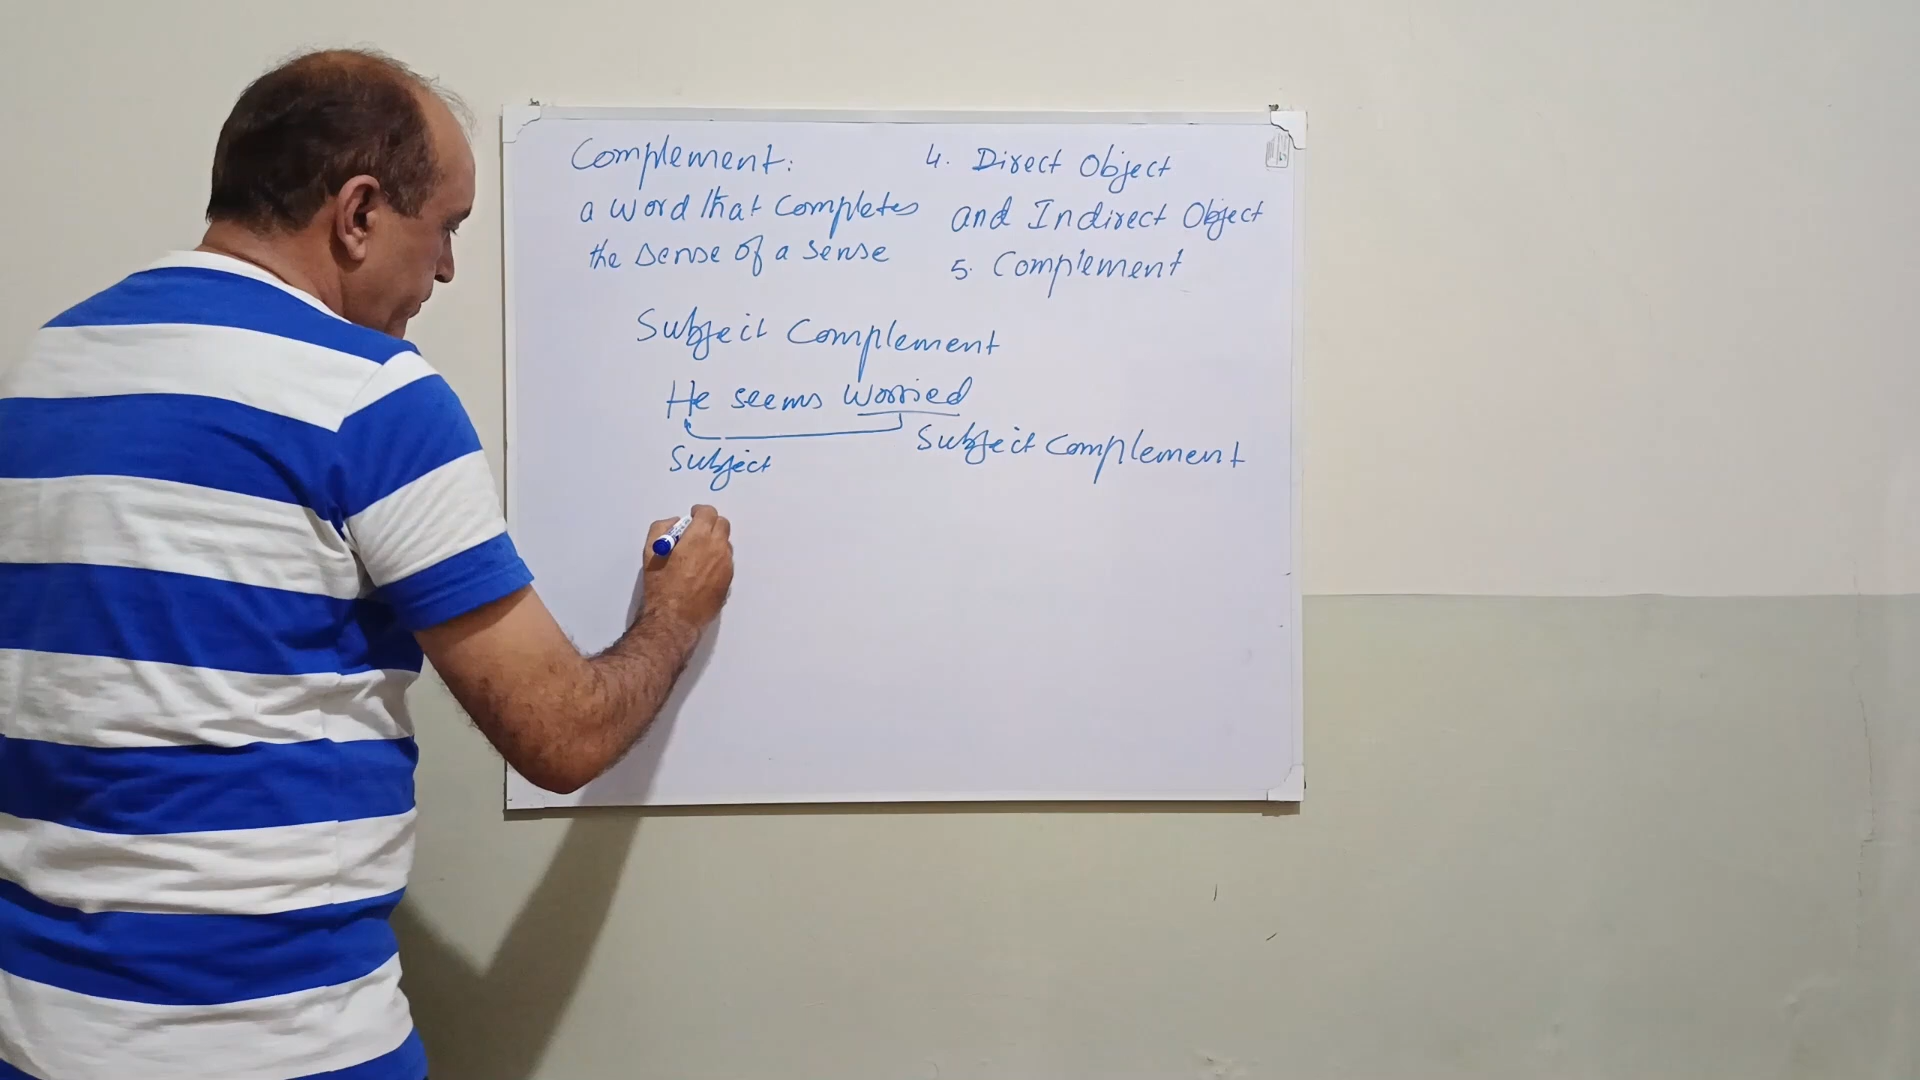 Complement:
a word that completes
the sense of a sense
4. Direct Object
and Indirect Object
5. Complement
Subject Complement
He seems worried
Subject
Subject Complement